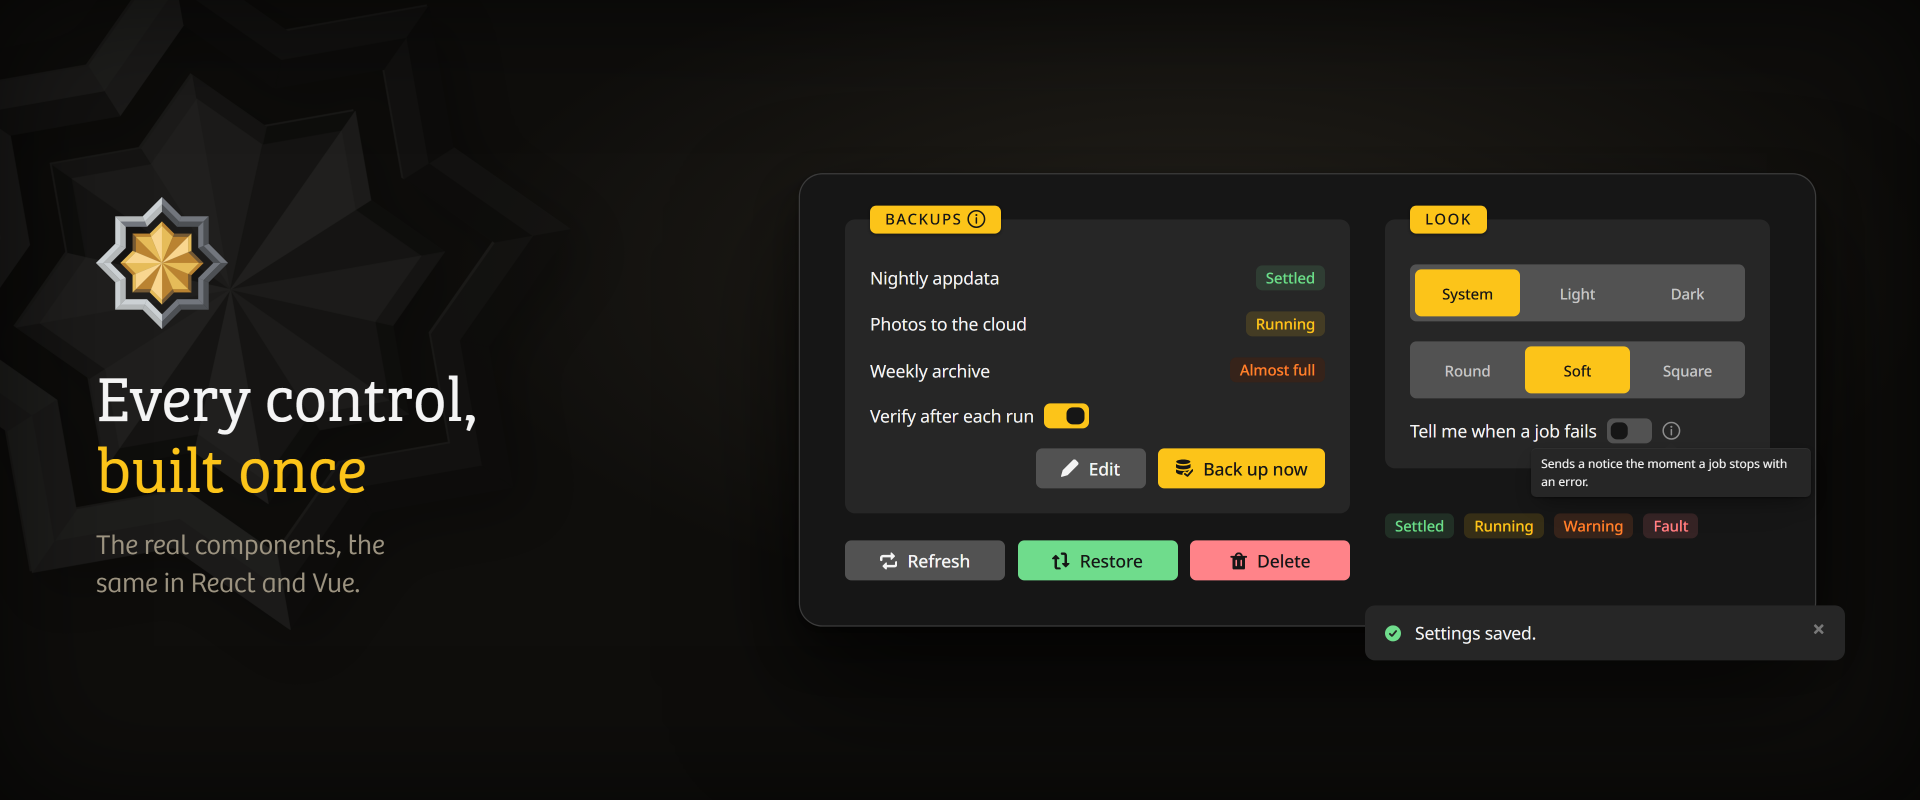 Every control,
built once
The real components, the
same in React and Vue.
BACKUPS
Nightly appdata
Settled
Photos to the cloud
Running
Weekly archive
Almost full
Verify after each run
Edit
Back up now
Refresh
Restore
Delete
LOOK
System
Light
Dark
Round
Soft
Square
Tell me when a job fails
Sends a notice the moment a job stops with
an error.
Settled
Running
Warning
Fault
Settings saved.